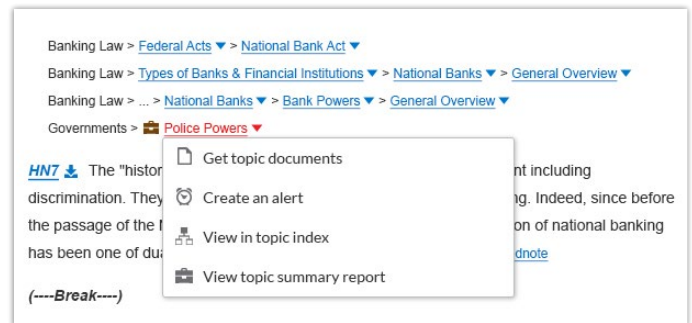 Banking Law > Federal Acts ▼ > National Bank Act ▼
Banking Law > Types of Banks & Financial Institutions ▼ > National Banks ▼ > General Overview ▼
Banking Law > ... > National Banks ▼ > Bank Powers ▼ > General Overview ▼
Governments > Police Powers ▼
HN7 The "histor
nt including
Get topic documents
discrimination. They
ng. Indeed, since before
Create an alert
the passage of the
on of national banking
View in topic index
has been one of dua
dnote
View topic summary report
(----Break----)